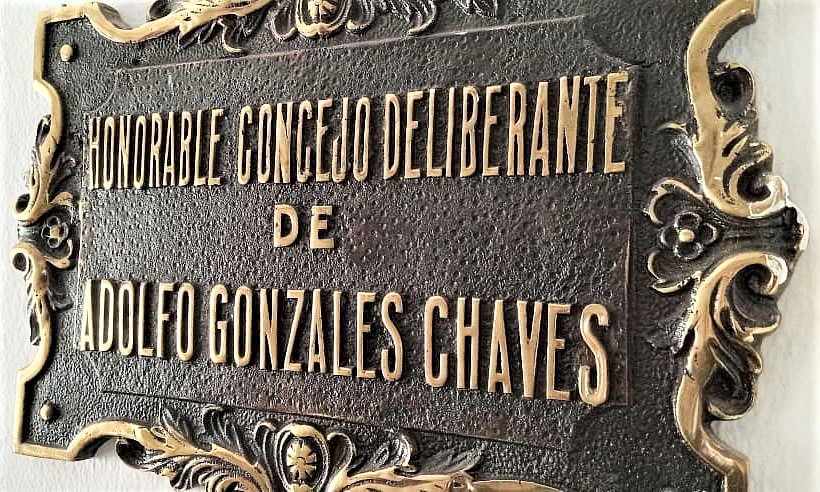 HONORABLE CONCEJO DELIBERANTE
DE
ADOLFO GONZALES CHAVES